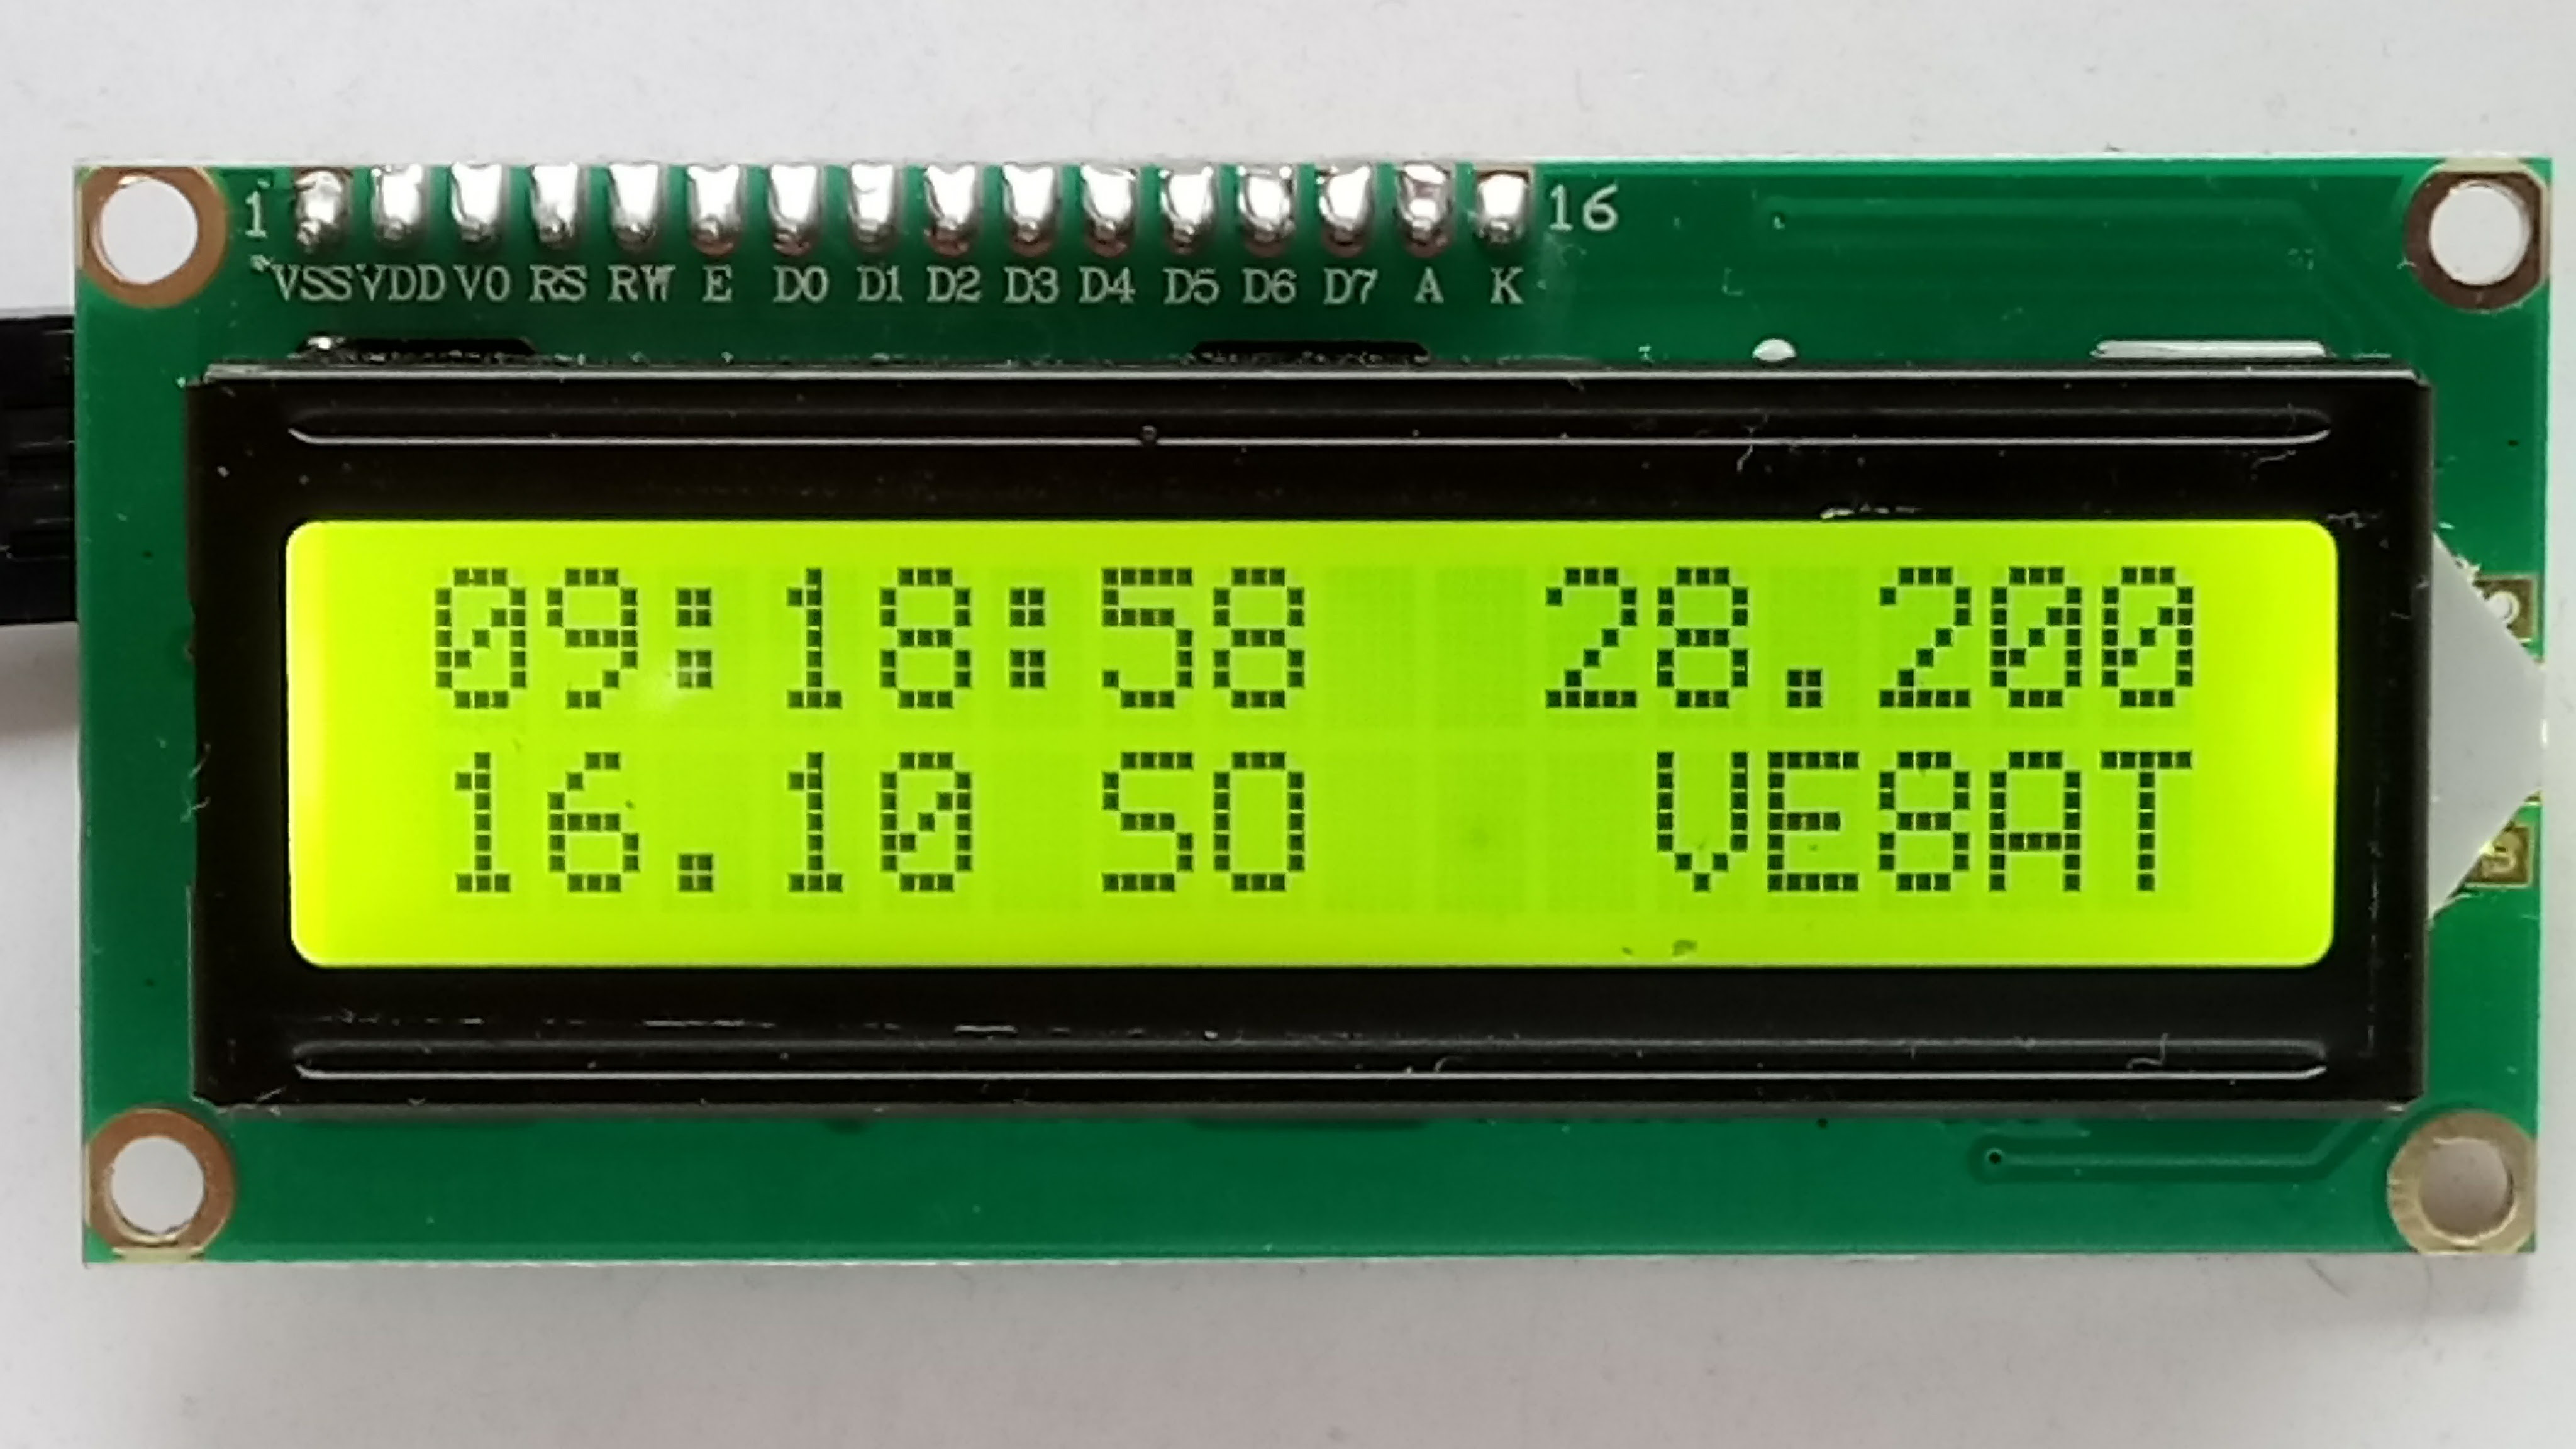 1 16
*VSS VDD V0 RS RW E D0 D1 D2 D3 D4 D5 D6 D7 A K
09:18:58 28.200
16.10 SO VE8AT